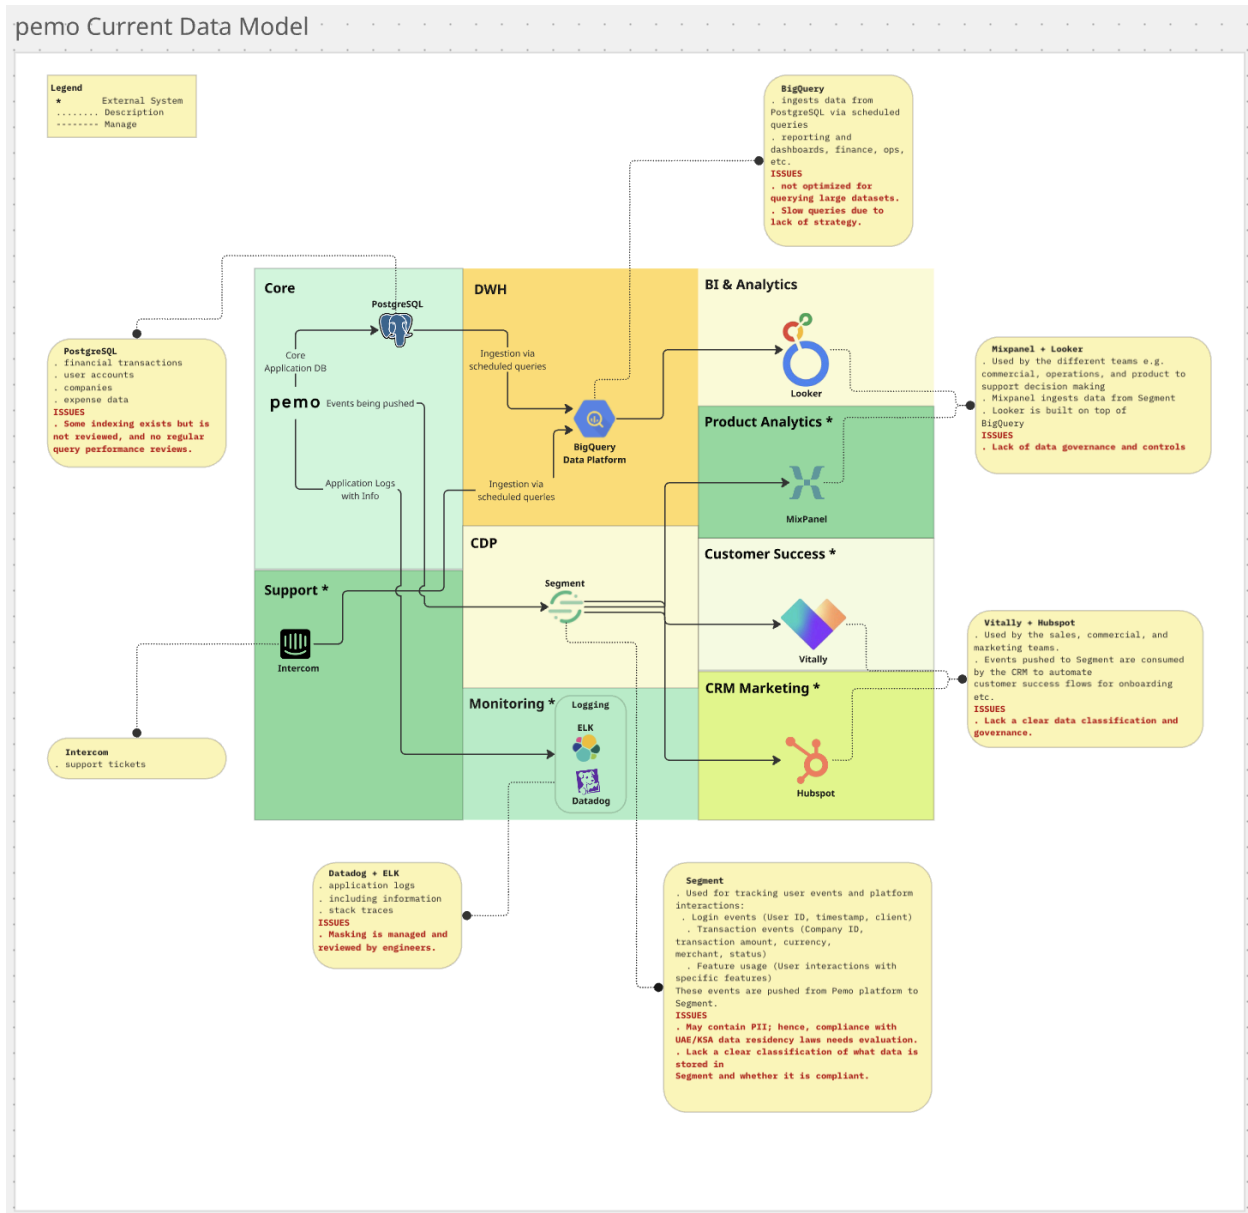 pemo Current Data Model
Legend
* External System
........ Description
-------- Manage
BigQuery
. ingests data from
PostgreSQL via scheduled
queries
. reporting and
dashboards, finance, ops,
etc.
ISSUES
. not optimized for
querying large datasets.
. Slow queries due to
lack of strategy.
Core
PostgreSQL
Core
Application DB
pemo
Events being pushed
Application Logs
with Info
DWH
Ingestion via
scheduled queries
BigQuery
Data Platform
Ingestion via
scheduled queries
BI & Analytics
Looker
Product Analytics *
MixPanel
PostgreSQL
. financial transactions
. user accounts
. companies
. expense data
ISSUES
. Some indexing exists but is
not reviewed, and no regular
query performance reviews.
Mixpanel + Looker
. Used by the different teams e.g.
commercial, operations, and product to
support decision making
. Mixpanel ingests data from Segment
. Looker is built on top of
BigQuery
ISSUES
. Lack of data governance and controls
Support *
Intercom
CDP
Segment
Customer Success *
Vitally
CRM Marketing *
Hubspot
Monitoring *
Logging
ELK
Datadog
Vitally + Hubspot
. Used by the sales, commercial, and
marketing teams.
. Events pushed to Segment are consumed
by the CRM to automate
customer success flows for onboarding
etc.
ISSUES
. Lack a clear data classification and
governance.
Intercom
. support tickets
Datadog + ELK
. application logs
. including information
. stack traces
ISSUES
. Masking is managed and
reviewed by engineers.
Segment
. Used for tracking user events and platform
interactions:
. Login events (User ID, timestamp, client)
. Transaction events (Company ID,
transaction amount, currency,
merchant, status)
. Feature usage (User interactions with
specific features)
These events are pushed from Pemo platform to
Segment.
ISSUES
. May contain PII; hence, compliance with
UAE/KSA data residency laws needs evaluation.
. Lack a clear classification of what data is
stored in
Segment and whether it is compliant.